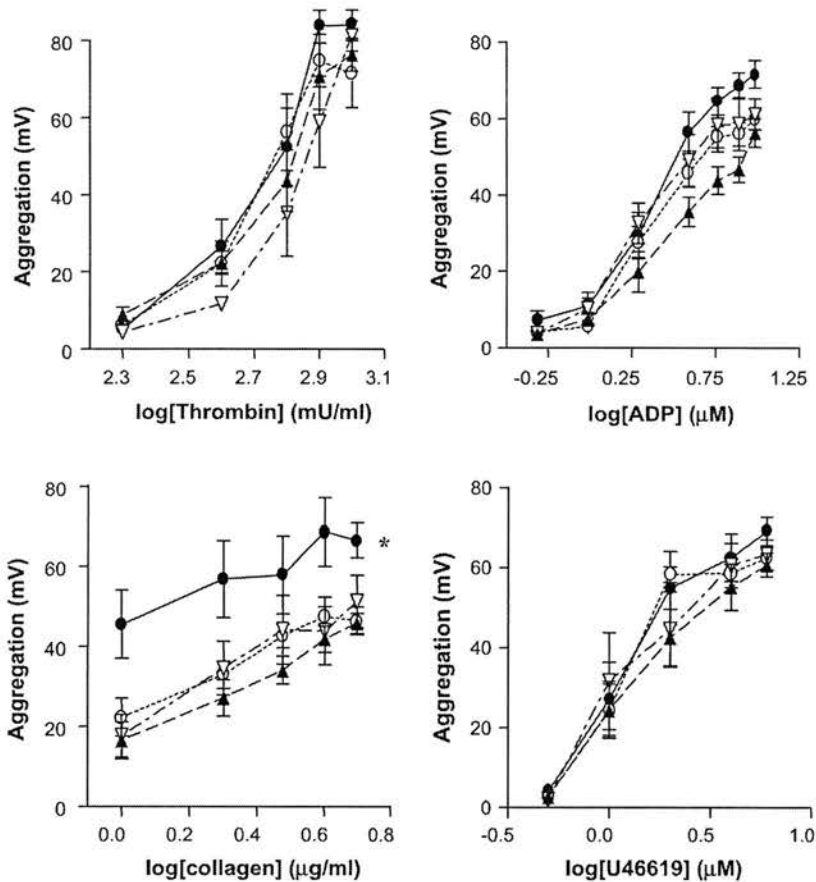 80
60
40
20
0
Aggregation (mV)
2.3 2.5 2.7 2.9 3.1
log[Thrombin] (mU/ml)
80
60
40
20
0
Aggregation (mV)
-0.25 0.25 0.75 1.25
log[ADP] (μM)
80
60
40
20
0
Aggregation (mV)
*
0.0 0.2 0.4 0.6 0.8
log[collagen] (μg/ml)
80
60
40
20
0
Aggregation (mV)
-0.5 0.0 0.5 1.0
log[U46619] (μM)